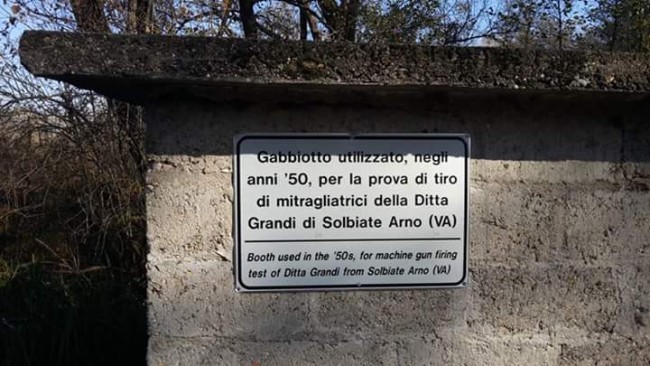 Gabbiotto utilizzato, negli
anni '50, per la prova di tiro
di mitragliatrici della Ditta
Grandi di Solbiate Arno (VA)
Booth used in the '50s, for machine gun firing
test of Ditta Grandi from Solbiate Arno (VA)